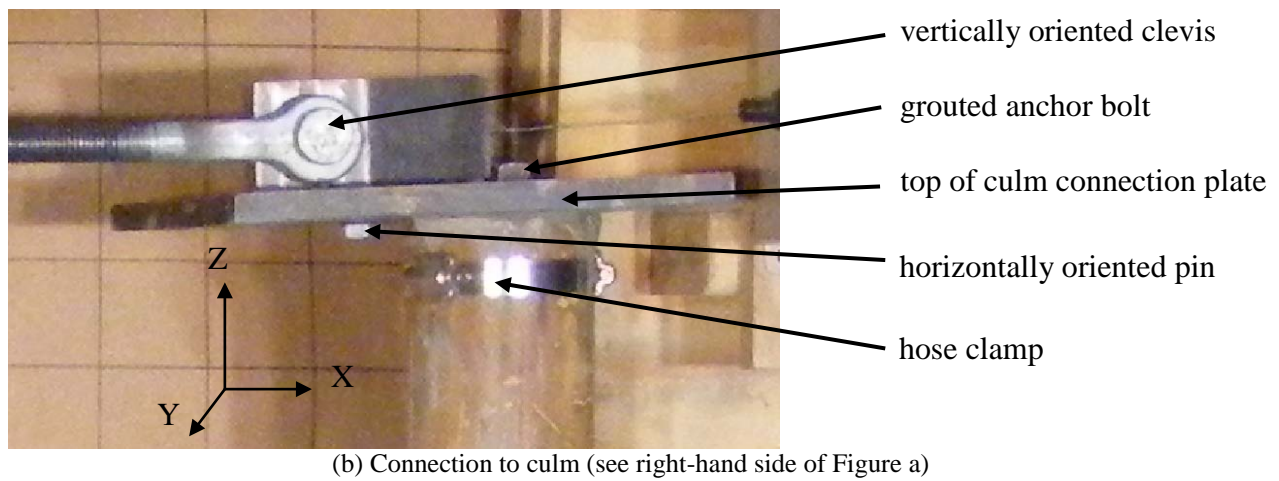 vertically oriented clevis
grouted anchor bolt
top of culm connection plate
horizontally oriented pin
hose clamp
Z
X
Y
(b) Connection to culm (see right-hand side of Figure a)